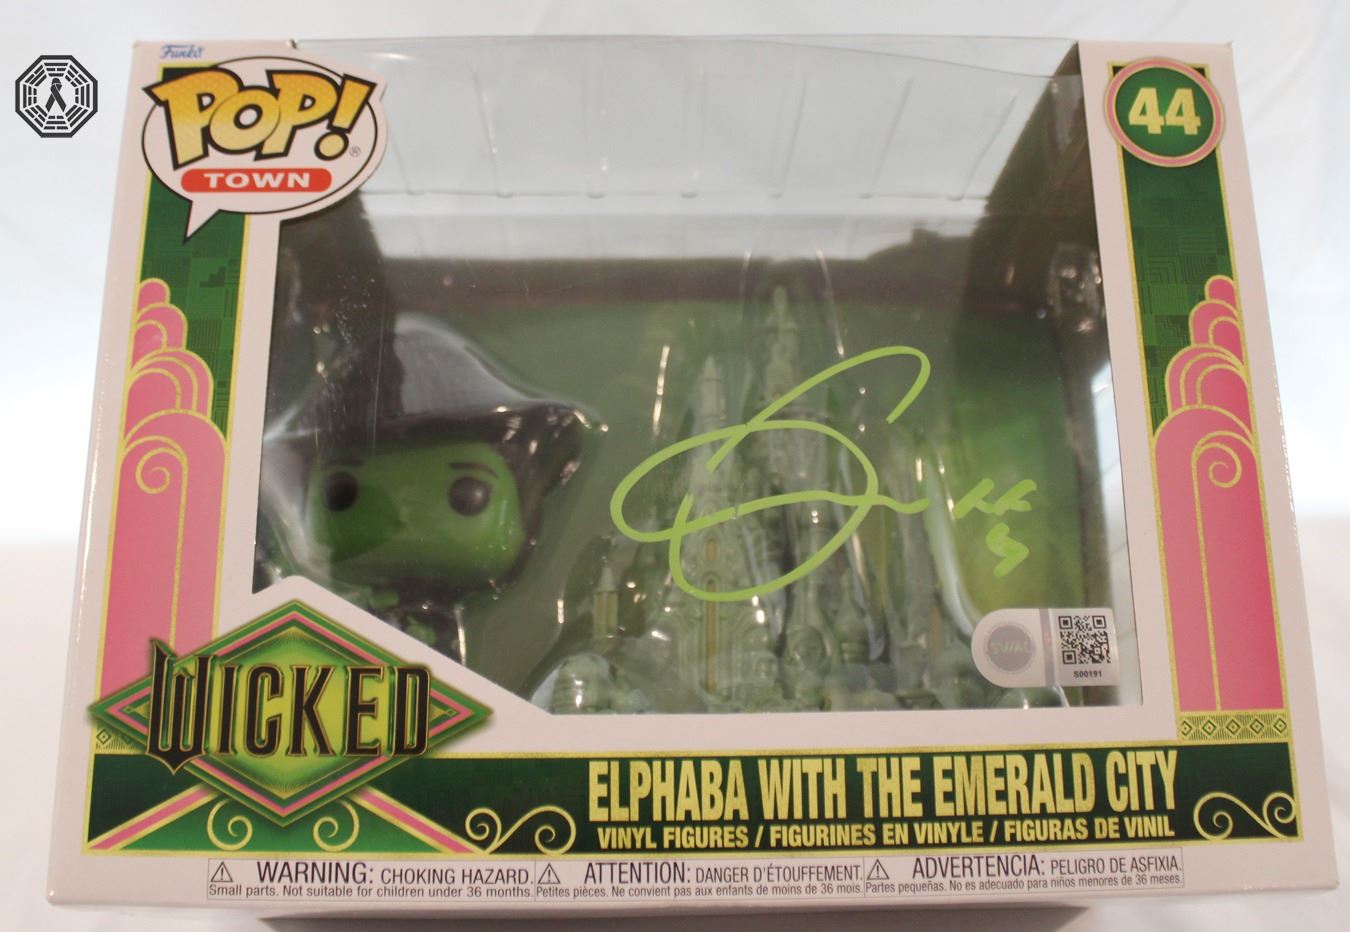 Funko
POP!
®
TOWN
44
SWAU
S00191
WICKED
ELPHABA WITH THE EMERALD CITY
VINYL FIGURES / FIGURINES EN VINYLE / FIGURAS DE VINIL
WARNING: CHOKING HAZARD.
Small parts. Not suitable for children under 36 months.
ATTENTION: DANGER D'ÉTOUFFEMENT.
Petites pièces. Ne convient pas aux enfants de moins de 36 mois.
ADVERTENCIA: PELIGRO DE ASFIXIA.
Partes pequeñas. No es adecuado para niños menores de 36 meses.